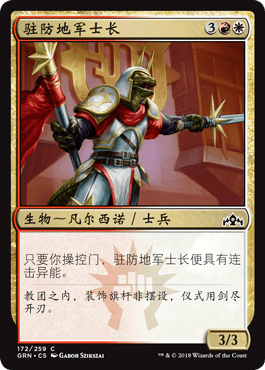 驻防地军士长 3
生物～凡尔西诺／士兵
只要你操控门，驻防地军士长便具有连
击异能。
教团之内，装饰旗杆非摆设，仪式用剑尽
开刃。
3/3
172/259 C
GRN • CS GABOR SZIKSZAI
™ & © 2018 Wizards of the Coast